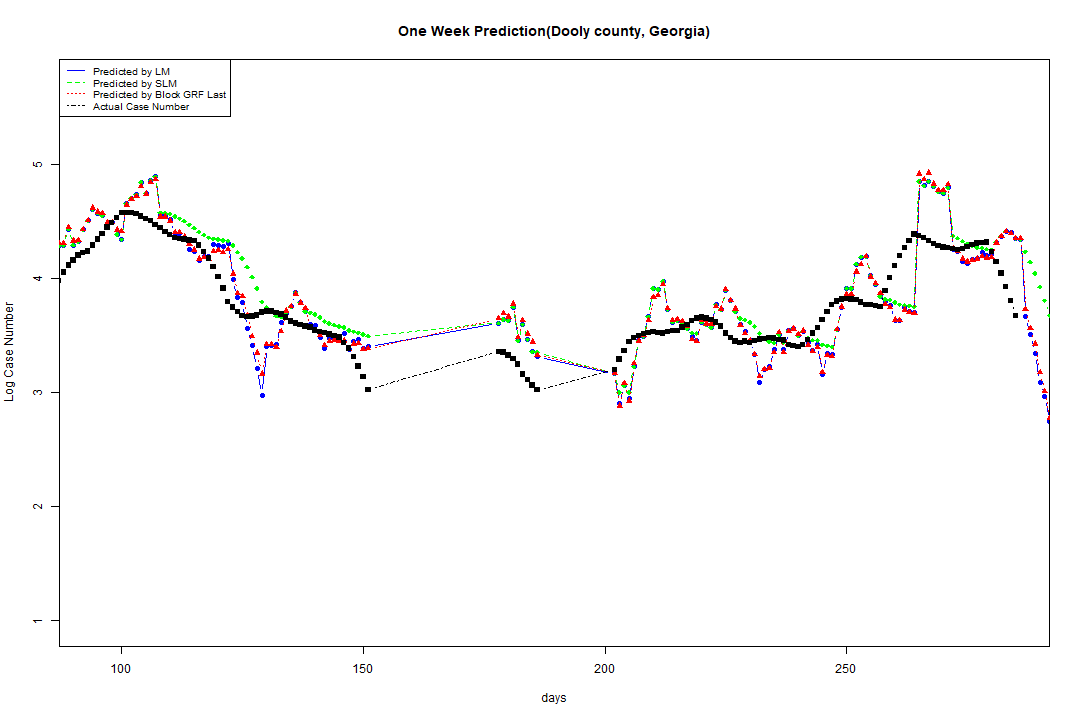 One Week Prediction(Dooly county, Georgia)
Predicted by LM
Predicted by SLM
Predicted by Block GRF Last
Actual Case Number
5
4
3
2
1
Log Case Number
100 150 200 250
days